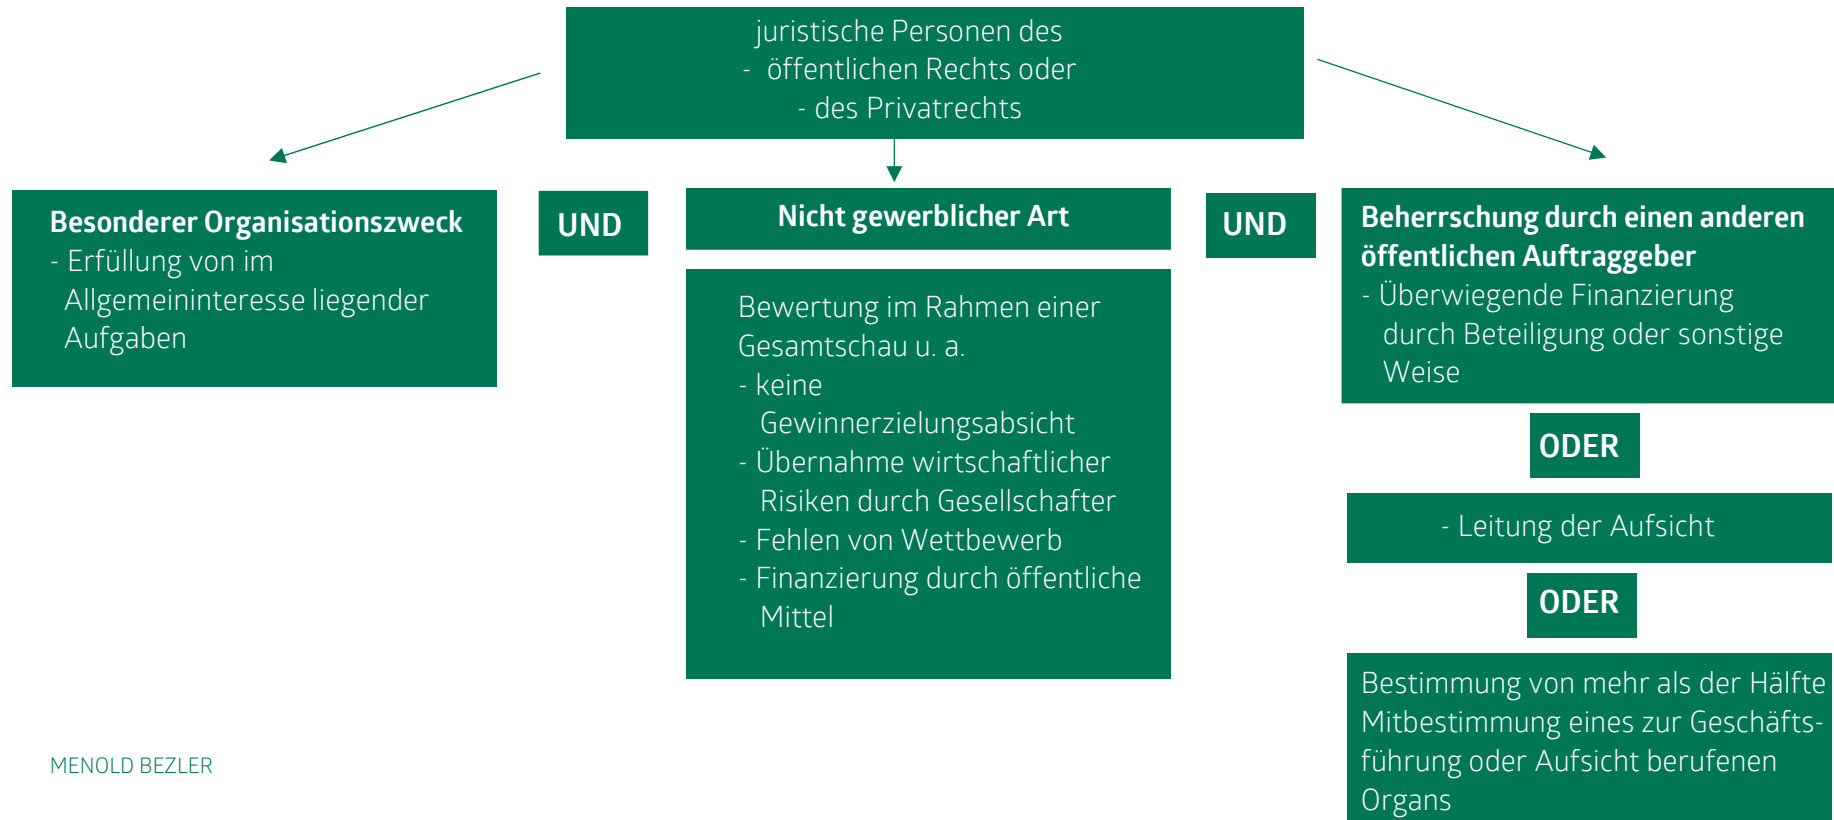 juristische Personen des
- öffentlichen Rechts oder
- des Privatrechts
Besonderer Organisationszweck
- Erfüllung von im
Allgemeininteresse liegender
Aufgaben
UND
Nicht gewerblicher Art
Bewertung im Rahmen einer
Gesamtschau u. a.
- keine
Gewinnerzielungsabsicht
- Übernahme wirtschaftlicher
Risiken durch Gesellschafter
- Fehlen von Wettbewerb
- Finanzierung durch öffentliche
Mittel
UND
Beherrschung durch einen anderen
öffentlichen Auftraggeber
- Überwiegende Finanzierung
durch Beteiligung oder sonstige
Weise
ODER
- Leitung der Aufsicht
ODER
Bestimmung von mehr als der Hälfte
Mitbestimmung eines zur Geschäfts-
führung oder Aufsicht berufenen
Organs
MENOLD BEZLER